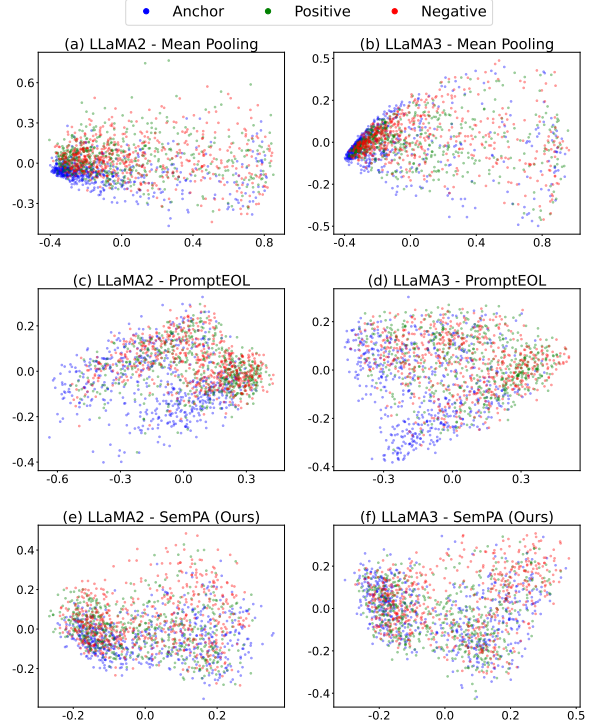 Anchor Positive Negative
(a) LLaMA2 - Mean Pooling
0.6
0.3
0.0
-0.3
-0.4 0.0 0.4 0.8
(b) LLaMA3 - Mean Pooling
0.5
0.2
0.0
-0.2
-0.5
-0.4 0.0 0.4 0.8
(c) LLaMA2 - PromptEOL
0.2
0.0
-0.2
-0.4
-0.6 -0.3 0.0 0.3
(d) LLaMA3 - PromptEOL
0.2
0.0
-0.2
-0.4
-0.3 0.0 0.3
(e) LLaMA2 - SemPA (Ours)
0.4
0.2
0.0
-0.2
-0.2 0.0 0.2
(f) LLaMA3 - SemPA (Ours)
0.2
0.0
-0.2
-0.4
-0.2 0.0 0.2 0.5